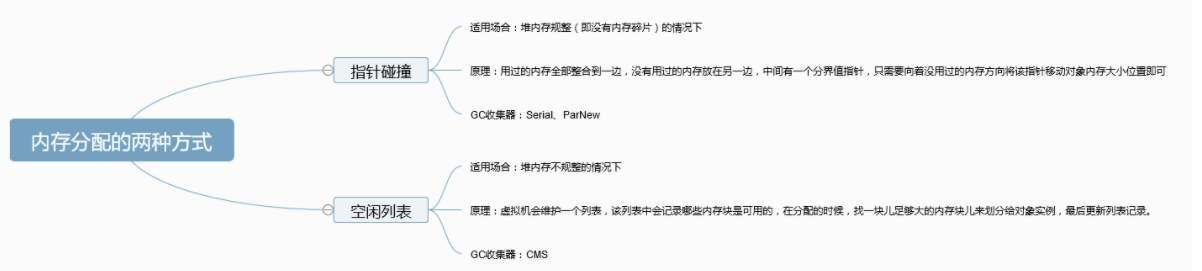 内存分配的两种方式
指针碰撞
适用场合：堆内存规整（即没有内存碎片）的情况下
原理：用过的内存全部整合到一边，没有用过的内存放在另一边，中间有一个分界值指针，只需要向着没用过的内存方向将该指针移动对象内存大小位置即可
GC收集器：Serial、ParNew
空闲列表
适用场合：堆内存不规整的情况下
原理：虚拟机会维护一个列表，该列表中会记录哪些内存块是可用的，在分配的时候，找一块儿足够大的内存块儿来划分给对象实例，最后更新列表记录。
GC收集器：CMS